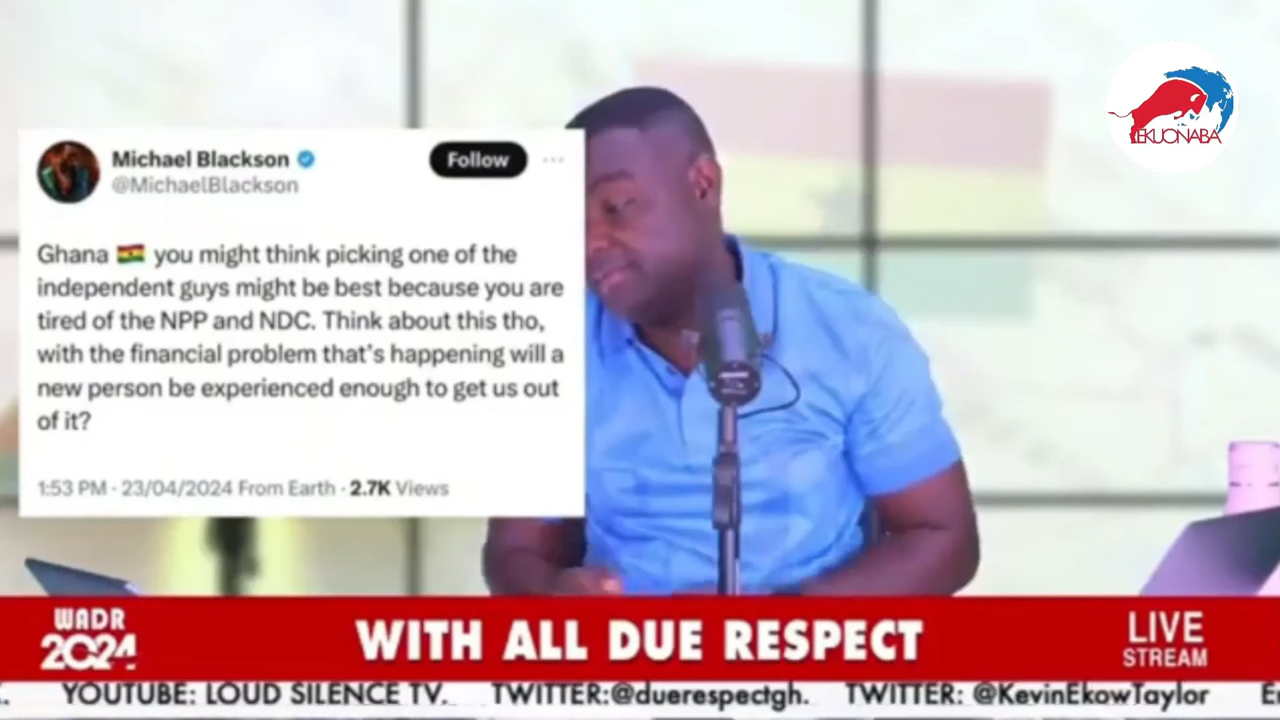 EKUONABA
Michael Blackson
@MichaelBlackson
Follow
Ghana 🇬🇭 you might think picking one of the
independent guys might be best because you are
tired of the NPP and NDC. Think about this tho,
with the financial problem that's happening will a
new person be experienced enough to get us out
of it?
1:53 PM · 23/04/2024 From Earth · 2.7K Views
WADR
2024
WITH ALL DUE RESPECT
LIVE
STREAM
YOUTUBE: LOUD SILENCE TV. TWITTER:@duerespectgh. TWITTER: @KevinEkowTaylor